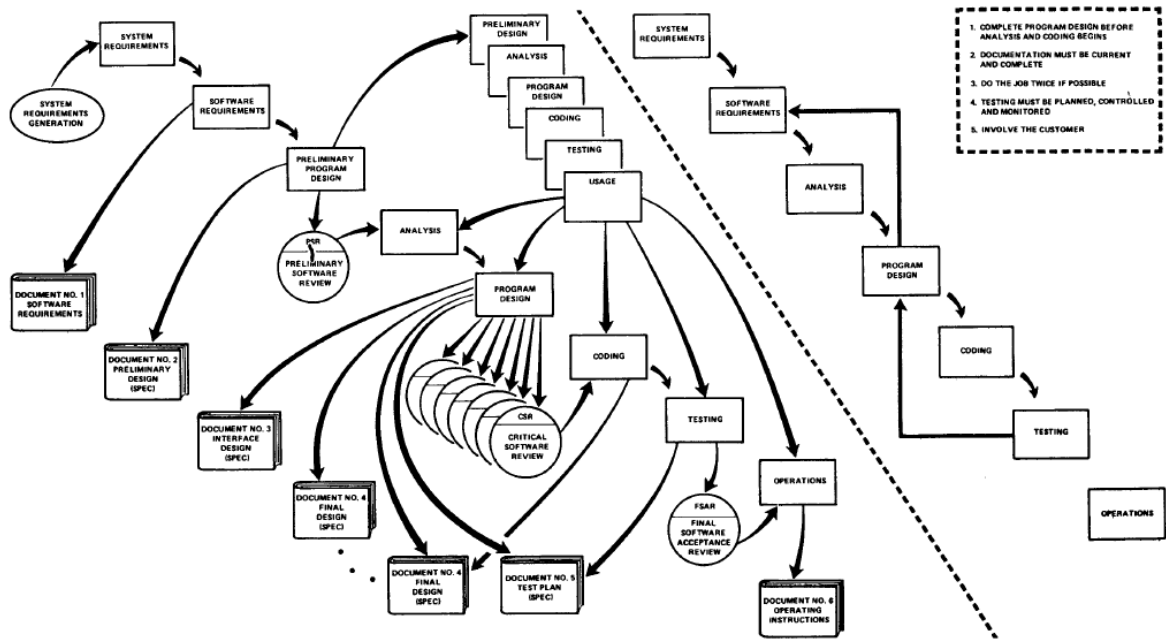 SYSTEM
REQUIREMENTS
SYSTEM
REQUIREMENTS
GENERATION
SOFTWARE
REQUIREMENTS
PRELIMINARY
PROGRAM
DESIGN
PRELIMINARY
DESIGN
ANALYSIS
PROGRAM
DESIGN
CODING
TESTING
USAGE
PSR
PRELIMINARY
SOFTWARE
REVIEW
ANALYSIS
PROGRAM
DESIGN
DOCUMENT NO. 1
SOFTWARE
REQUIREMENTS
DOCUMENT NO. 2
PRELIMINARY
DESIGN
(SPEC)
DOCUMENT NO. 3
INTERFACE
DESIGN
(SPEC)
DOCUMENT NO. 4
FINAL
DESIGN
(SPEC)
DOCUMENT NO. 4
FINAL
DESIGN
(SPEC)
DOCUMENT NO. 5
TEST PLAN
(SPEC)
CSR
CRITICAL
SOFTWARE
REVIEW
CODING
TESTING
FSAR
FINAL
SOFTWARE
ACCEPTANCE
REVIEW
OPERATIONS
DOCUMENT NO. 6
OPERATING
INSTRUCTIONS
SYSTEM
REQUIREMENTS
SOFTWARE
REQUIREMENTS
ANALYSIS
PROGRAM
DESIGN
CODING
TESTING
OPERATIONS
1. COMPLETE PROGRAM DESIGN BEFORE
ANALYSIS AND CODING BEGINS
2. DOCUMENTATION MUST BE CURRENT
AND COMPLETE
3. DO THE JOB TWICE IF POSSIBLE
4. TESTING MUST BE PLANNED, CONTROLLED
AND MONITORED
5. INVOLVE THE CUSTOMER